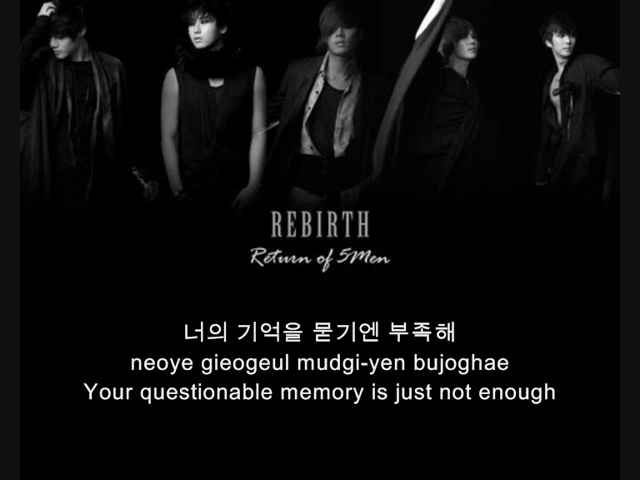 REBIRTH
Return of 5Men
너의 기억을 묻기엔 부족해
neoye gieogeul mudgi-yen bujoghae
Your questionable memory is just not enough